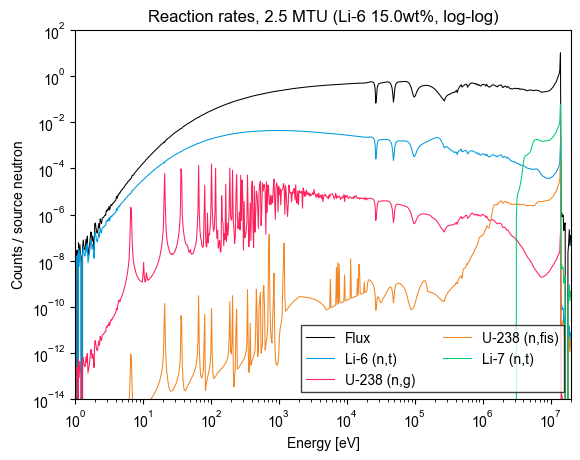 Reaction rates, 2.5 MTU (Li-6 15.0wt%, log-log)
Counts / source neutron
10^2
10^0
10^-2
10^-4
10^-6
10^-8
10^-10
10^-12
10^-14
Flux
Li-6 (n,t)
U-238 (n,g)
U-238 (n,fis)
Li-7 (n,t)
10^0 10^1 10^2 10^3 10^4 10^5 10^6 10^7
Energy [eV]